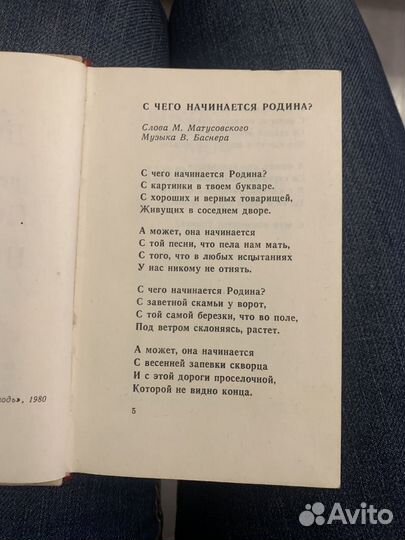 С ЧЕГО НАЧИНАЕТСЯ РОДИНА?
Слова М. Матусовского
Музыка В. Баснера
С чего начинается Родина?
С картинки в твоем букваре.
С хороших и верных товарищей,
Живущих в соседнем дворе.
А может, она начинается
С той песни, что пела нам мать,
С того, что в любых испытаниях
У нас никому не отнять.
С чего начинается Родина?
С заветной скамьи у ворот,
С той самой березки, что во поле,
Под ветром склоняясь, растет.
А может, она начинается
С весенней запевки скворца
И с этой дороги проселочной,
Которой не видно конца.
5
, 1980
Avito